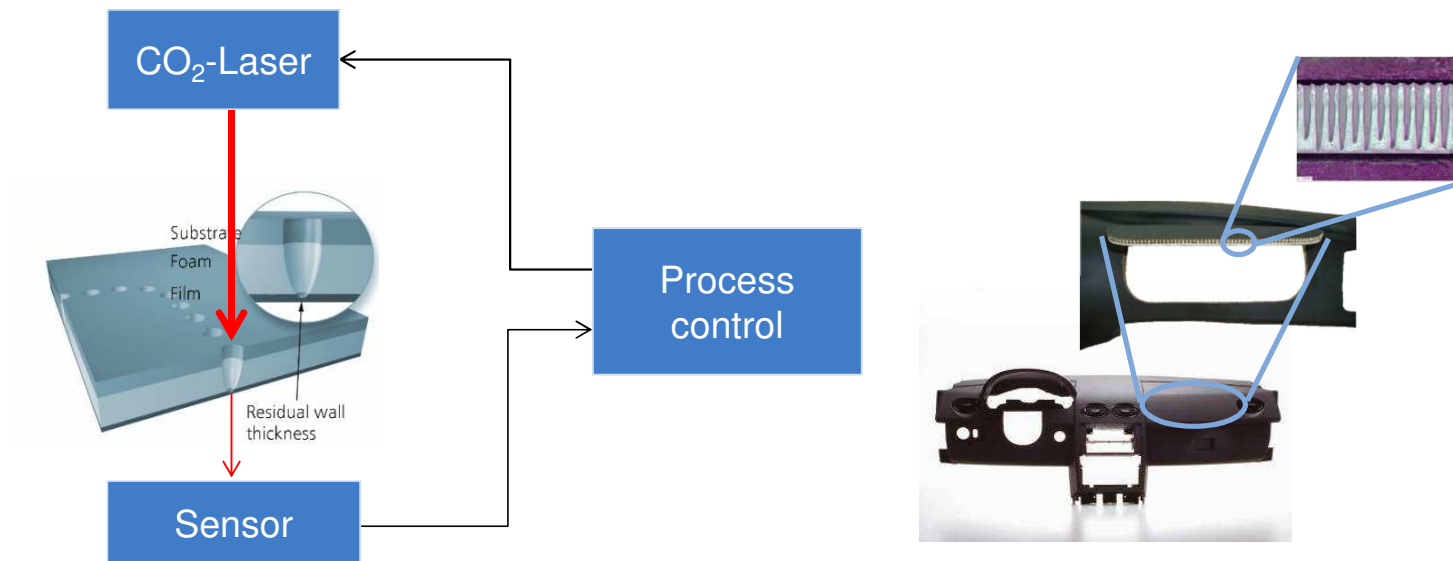 CO₂-Laser
Substrate
Foam
Film
Residual wall
thickness
Process
control
Sensor